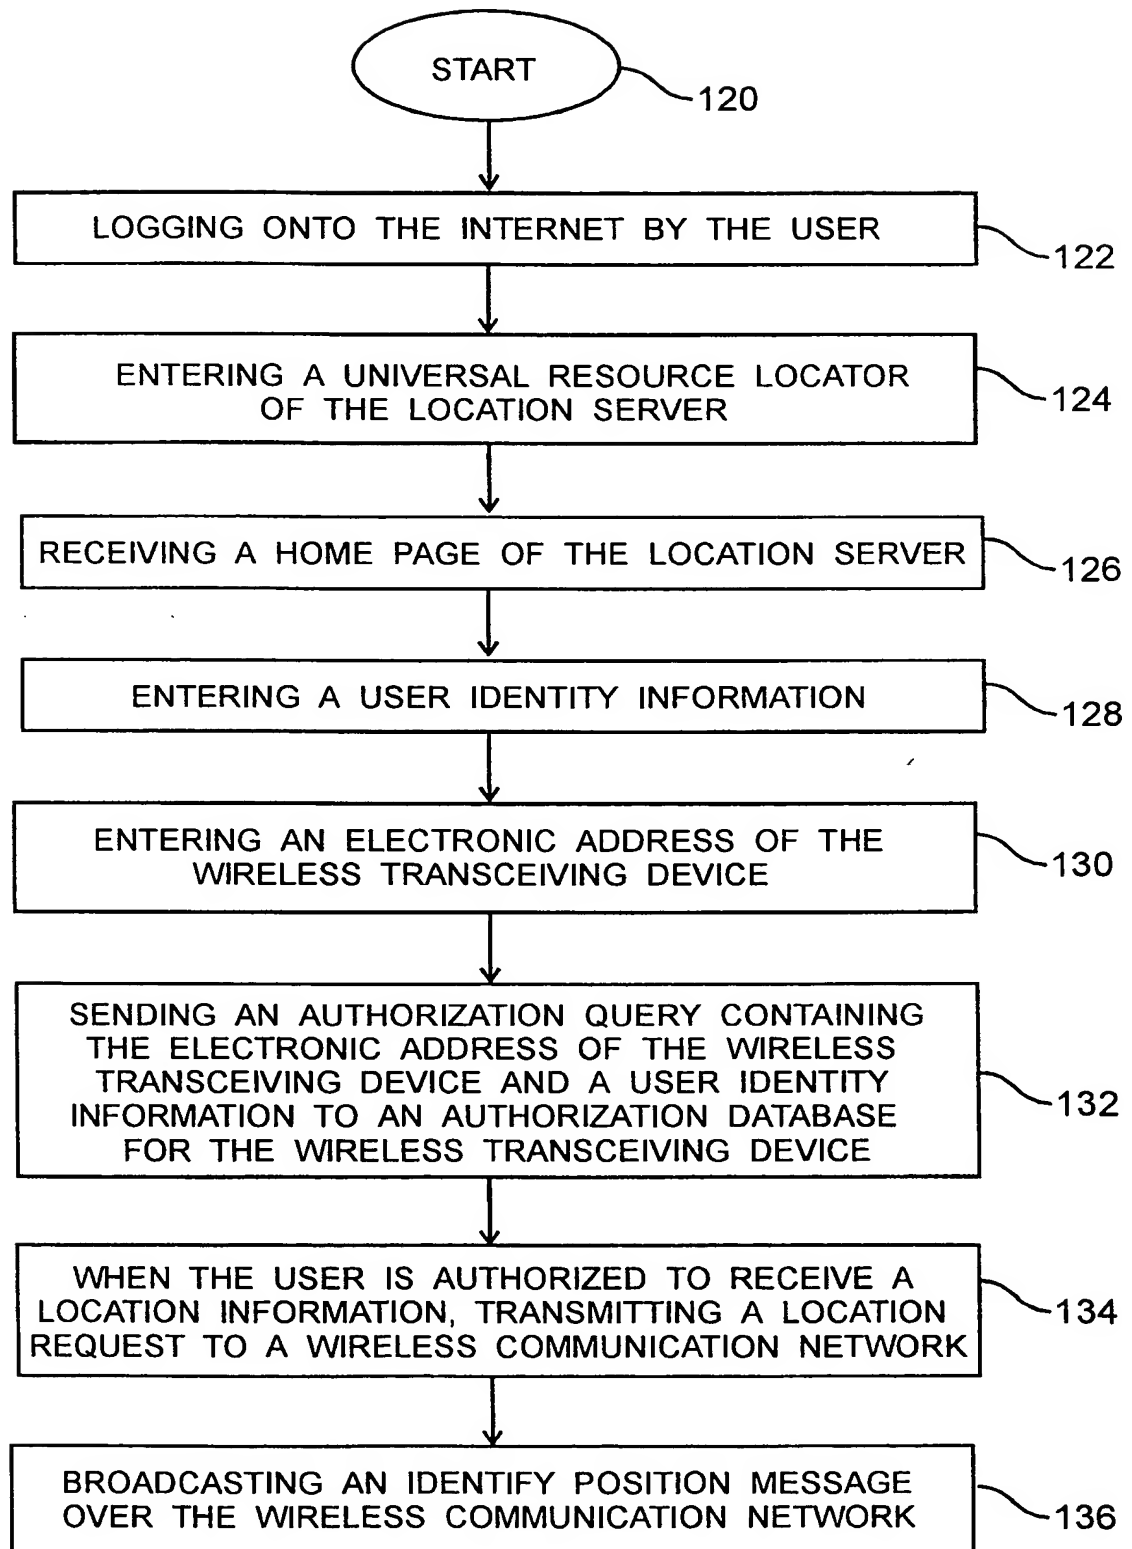 START
120
LOGGING ONTO THE INTERNET BY THE USER
122
ENTERING A UNIVERSAL RESOURCE LOCATOR
OF THE LOCATION SERVER
124
RECEIVING A HOME PAGE OF THE LOCATION SERVER
126
ENTERING A USER IDENTITY INFORMATION
128
ENTERING AN ELECTRONIC ADDRESS OF THE
WIRELESS TRANSCEIVING DEVICE
130
SENDING AN AUTHORIZATION QUERY CONTAINING
THE ELECTRONIC ADDRESS OF THE WIRELESS
TRANSCEIVING DEVICE AND A USER IDENTITY
INFORMATION TO AN AUTHORIZATION DATABASE
FOR THE WIRELESS TRANSCEIVING DEVICE
132
WHEN THE USER IS AUTHORIZED TO RECEIVE A
LOCATION INFORMATION, TRANSMITTING A LOCATION
REQUEST TO A WIRELESS COMMUNICATION NETWORK
134
BROADCASTING AN IDENTIFY POSITION MESSAGE
OVER THE WIRELESS COMMUNICATION NETWORK
136